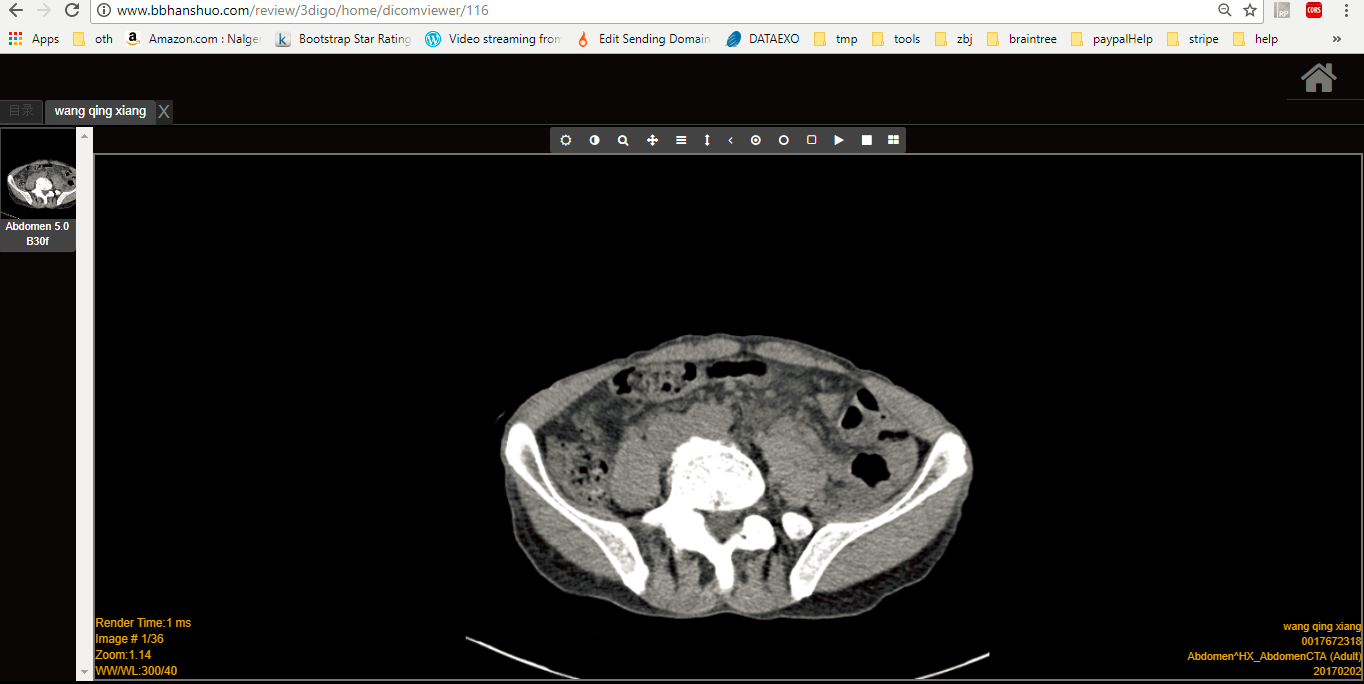 www.bbhanshuo.com/review/3digo/home/dicomviewer/116
RP
CORS
Apps oth a Amazon.com : Nalge k Bootstrap Star Rating Video streaming from Edit Sending Domain DATAEXO tmp tools zbj braintree paypalHelp stripe help »
目录 wang qing xiang X
Abdomen 5.0
B30f
Render Time:1 ms
Image # 1/36
Zoom:1.14
WW/WL:300/40
wang qing xiang
0017672318
Abdomen^HX_AbdomenCTA (Adult)
20170202